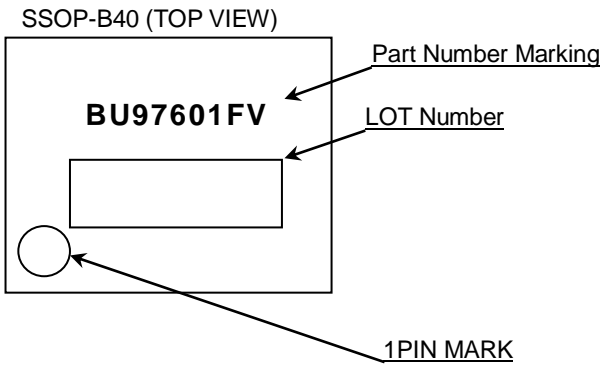 SSOP-B40 (TOP VIEW)
Part Number Marking
BU97601FV
LOT Number
1PIN MARK